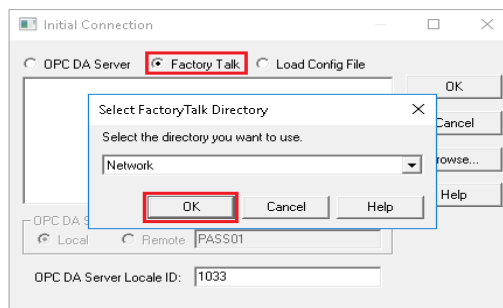 Initial Connection
OPC DA Server Factory Talk Load Config File
OK
Select FactoryTalk Directory
Select the directory you want to use.
Cancel
Network
OK Cancel Help
Help
OPC DA
Local Remote PASS01
OPC DA Server Locale ID: 1033